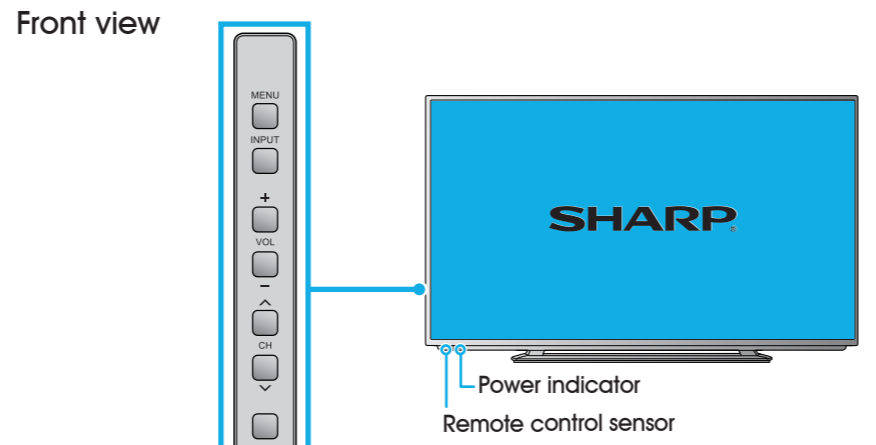 Front view
MENU
INPUT
+
VOL
−
CH
SHARP®
Power indicator
Remote control sensor